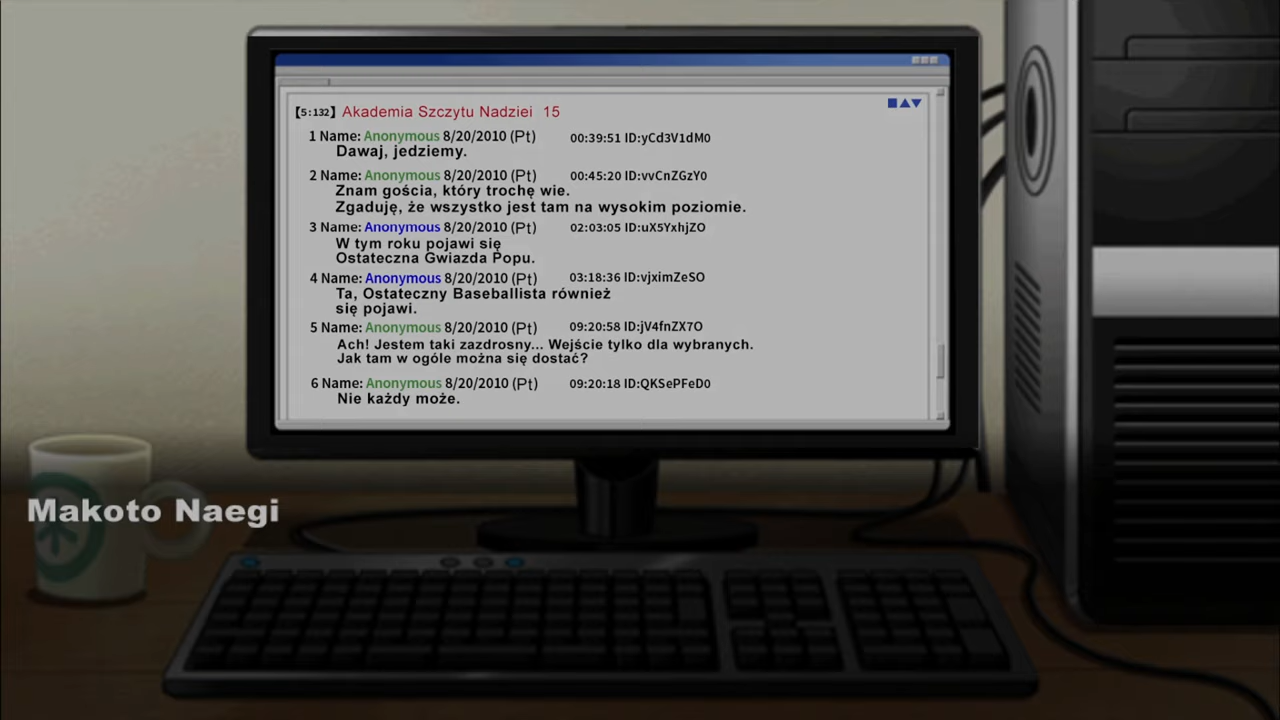 【5:132】 Akademia Szczytu Nadziei 15
1 Name: Anonymous 8/20/2010 (Pt) 00:39:51 ID:yCd3V1dM0
Dawaj, jedziemy.
2 Name: Anonymous 8/20/2010 (Pt) 00:45:20 ID:vvCnZGzY0
Znam gościa, który trochę wie.
Zgaduję, że wszystko jest tam na wysokim poziomie.
3 Name: Anonymous 8/20/2010 (Pt) 02:03:05 ID:uX5YxhjZO
W tym roku pojawi się
Ostateczna Gwiazda Popu.
4 Name: Anonymous 8/20/2010 (Pt) 03:18:36 ID:vjximZeSO
Ta, Ostateczny Baseballista również
się pojawi.
5 Name: Anonymous 8/20/2010 (Pt) 09:20:58 ID:jV4fnZX7O
Ach! Jestem taki zazdrosny... Wejście tylko dla wybranych.
Jak tam w ogóle można się dostać?
6 Name: Anonymous 8/20/2010 (Pt) 09:20:18 ID:QKSePFeD0
Nie każdy może.
Makoto Naegi